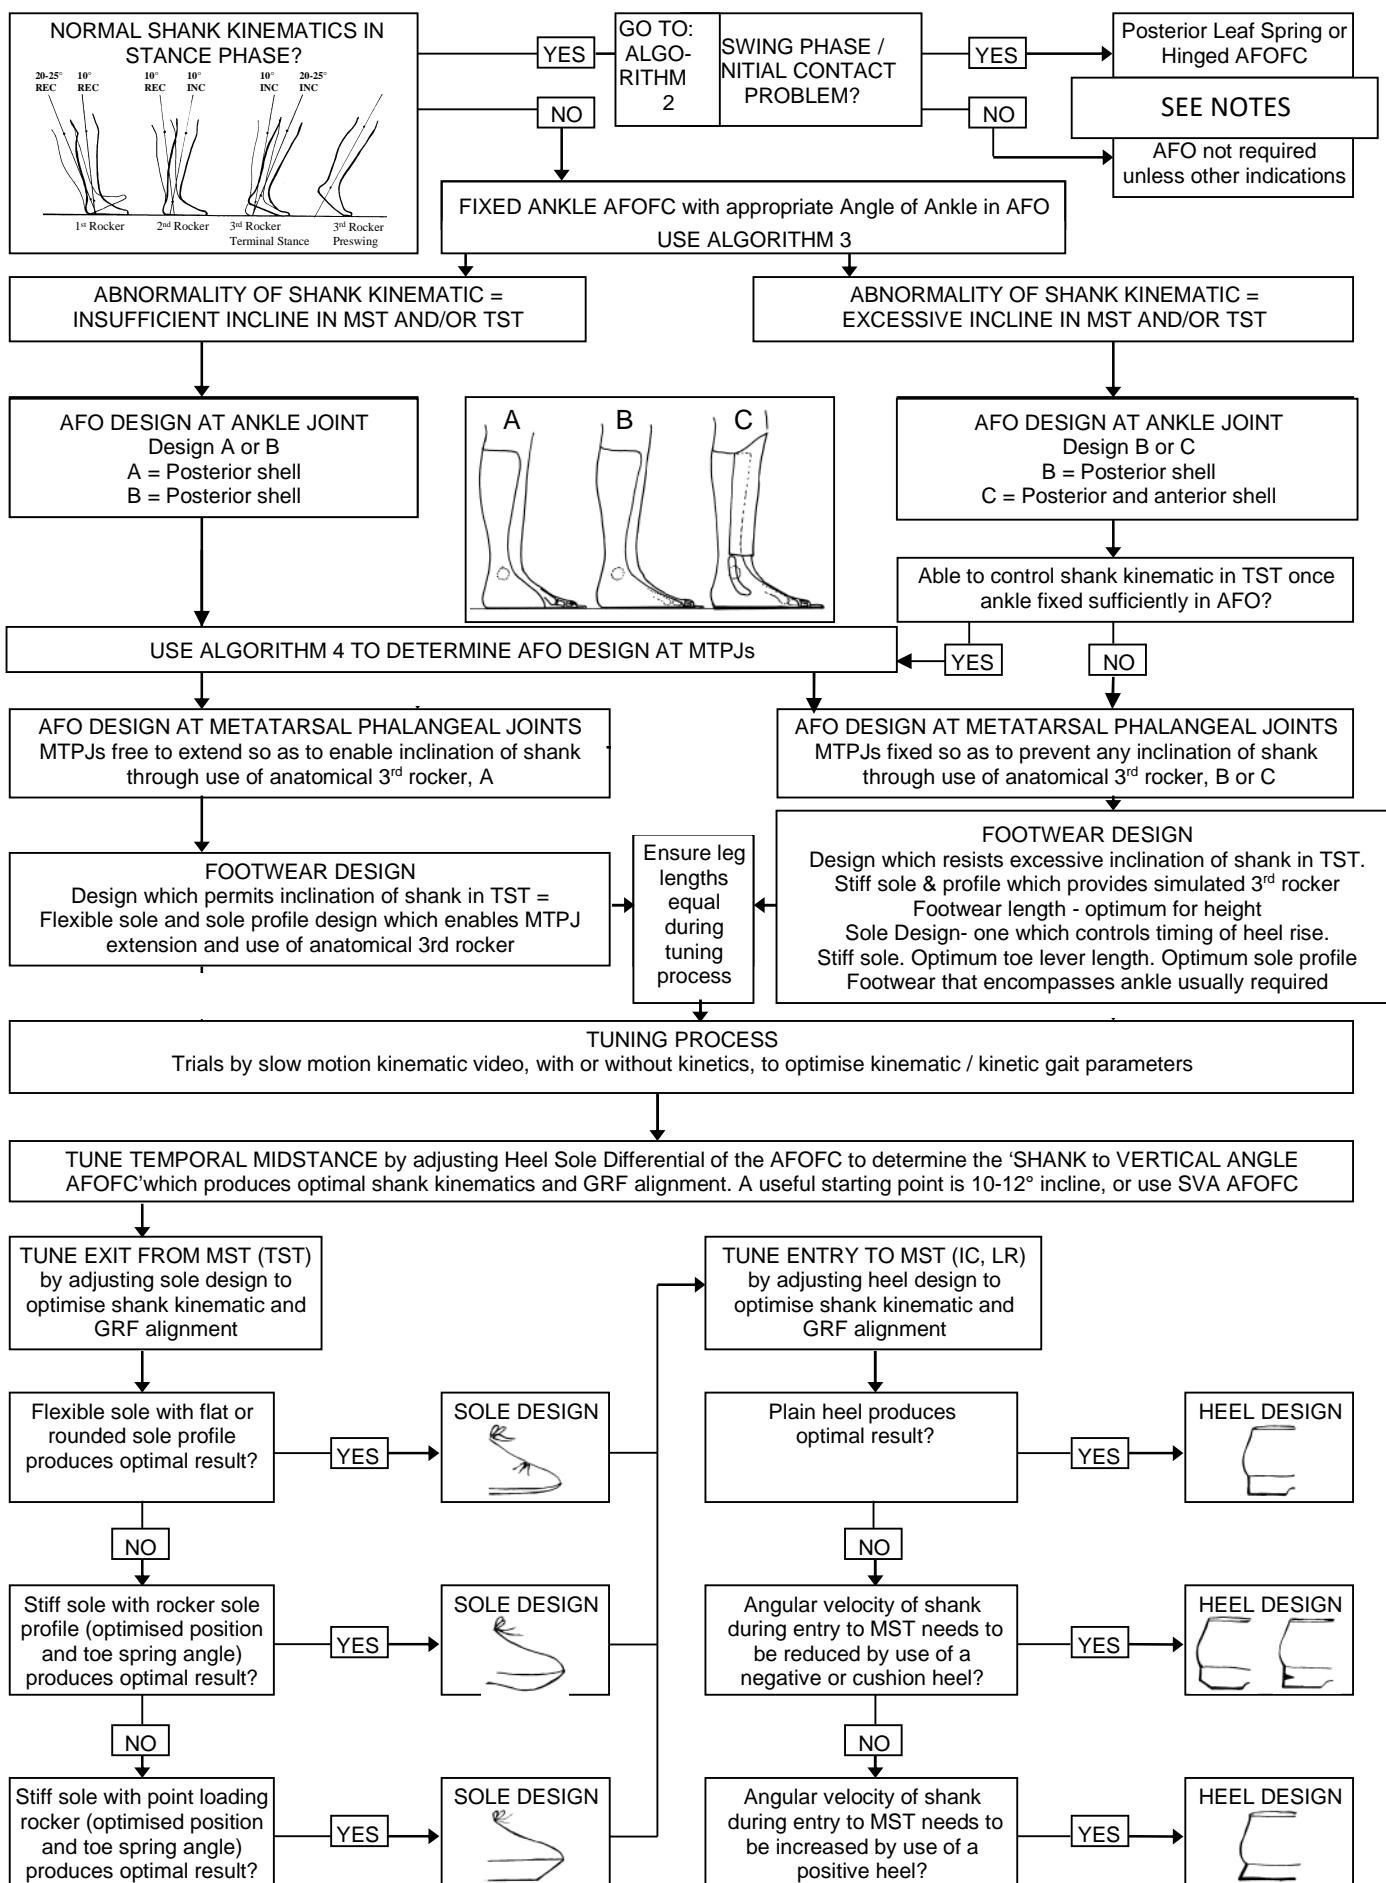 NORMAL SHANK KINEMATICS IN
STANCE PHASE?
20-25° 10° 10° 10° 10° 20-25°
REC REC REC INC INC INC
1st Rocker 2nd Rocker 3rd Rocker 3rd Rocker
Terminal Stance Preswing
YES
NO
GO TO:
ALGO-
RITHM
2
SWING PHASE /
NITIAL CONTACT
PROBLEM?
YES
NO
Posterior Leaf Spring or
Hinged AFOFC
SEE NOTES
AFO not required
unless other indications
FIXED ANKLE AFOFC with appropriate Angle of Ankle in AFO
USE ALGORITHM 3
ABNORMALITY OF SHANK KINEMATIC =
INSUFFICIENT INCLINE IN MST AND/OR TST
ABNORMALITY OF SHANK KINEMATIC =
EXCESSIVE INCLINE IN MST AND/OR TST
AFO DESIGN AT ANKLE JOINT
Design A or B
A = Posterior shell
B = Posterior shell
A B C
AFO DESIGN AT ANKLE JOINT
Design B or C
B = Posterior shell
C = Posterior and anterior shell
Able to control shank kinematic in TST once
ankle fixed sufficiently in AFO?
YES
NO
USE ALGORITHM 4 TO DETERMINE AFO DESIGN AT MTPJs
AFO DESIGN AT METATARSAL PHALANGEAL JOINTS
MTPJs free to extend so as to enable inclination of shank
through use of anatomical 3rd rocker, A
AFO DESIGN AT METATARSAL PHALANGEAL JOINTS
MTPJs fixed so as to prevent any inclination of shank
through use of anatomical 3rd rocker, B or C
FOOTWEAR DESIGN
Design which permits inclination of shank in TST =
Flexible sole and sole profile design which enables MTPJ
extension and use of anatomical 3rd rocker
Ensure leg
lengths
equal
during
tuning
process
FOOTWEAR DESIGN
Design which resists excessive inclination of shank in TST.
Stiff sole & profile which provides simulated 3rd rocker
Footwear length - optimum for height
Sole Design- one which controls timing of heel rise.
Stiff sole. Optimum toe lever length. Optimum sole profile
Footwear that encompasses ankle usually required
TUNING PROCESS
Trials by slow motion kinematic video, with or without kinetics, to optimise kinematic / kinetic gait parameters
TUNE TEMPORAL MIDSTANCE by adjusting Heel Sole Differential of the AFOFC to determine the ‘SHANK to VERTICAL ANGLE
AFOFC’which produces optimal shank kinematics and GRF alignment. A useful starting point is 10-12° incline, or use SVA AFOFC
TUNE EXIT FROM MST (TST)
by adjusting sole design to
optimise shank kinematic and
GRF alignment
TUNE ENTRY TO MST (IC, LR)
by adjusting heel design to
optimise shank kinematic and
GRF alignment
Flexible sole with flat or
rounded sole profile
produces optimal result?
YES
SOLE DESIGN
Plain heel produces
optimal result?
YES
HEEL DESIGN
NO
NO
Stiff sole with rocker sole
profile (optimised position
and toe spring angle)
produces optimal result?
YES
SOLE DESIGN
Angular velocity of shank
during entry to MST needs to
be reduced by use of a
negative or cushion heel?
YES
HEEL DESIGN
NO
NO
Stiff sole with point loading
rocker (optimised position
and toe spring angle)
produces optimal result?
YES
SOLE DESIGN
Angular velocity of shank
during entry to MST needs to
be increased by use of a
positive heel?
YES
HEEL DESIGN